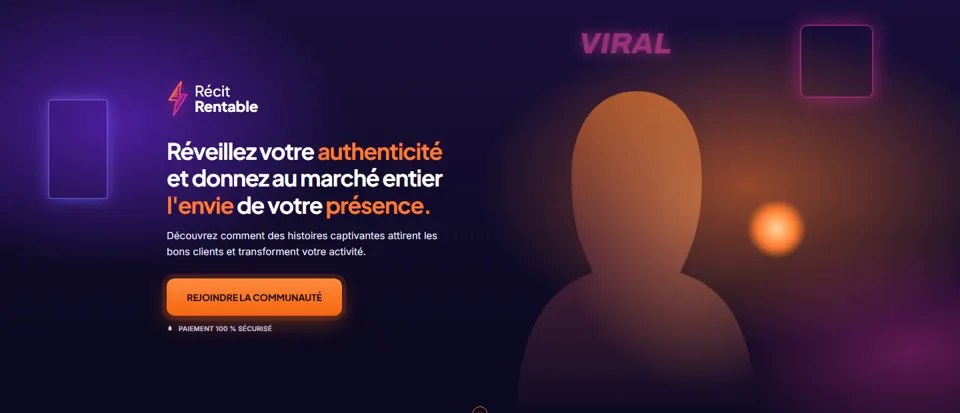 VIRAL
Récit
Rentable
Réveillez votre authenticité
et donnez au marché entier
l'envie de votre présence.
Découvrez comment des histoires captivantes attirent les
bons clients et transforment votre activité.
REJOINDRE LA COMMUNAUTÉ
PAIEMENT 100 % SÉCURISÉ